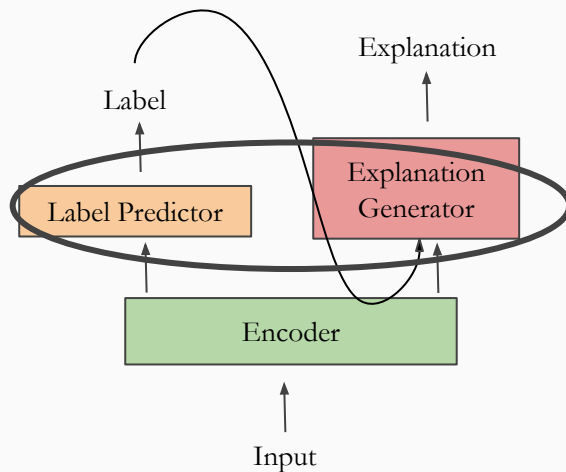 Explanation
Label
Explanation
Generator
Label Predictor
Encoder
Input